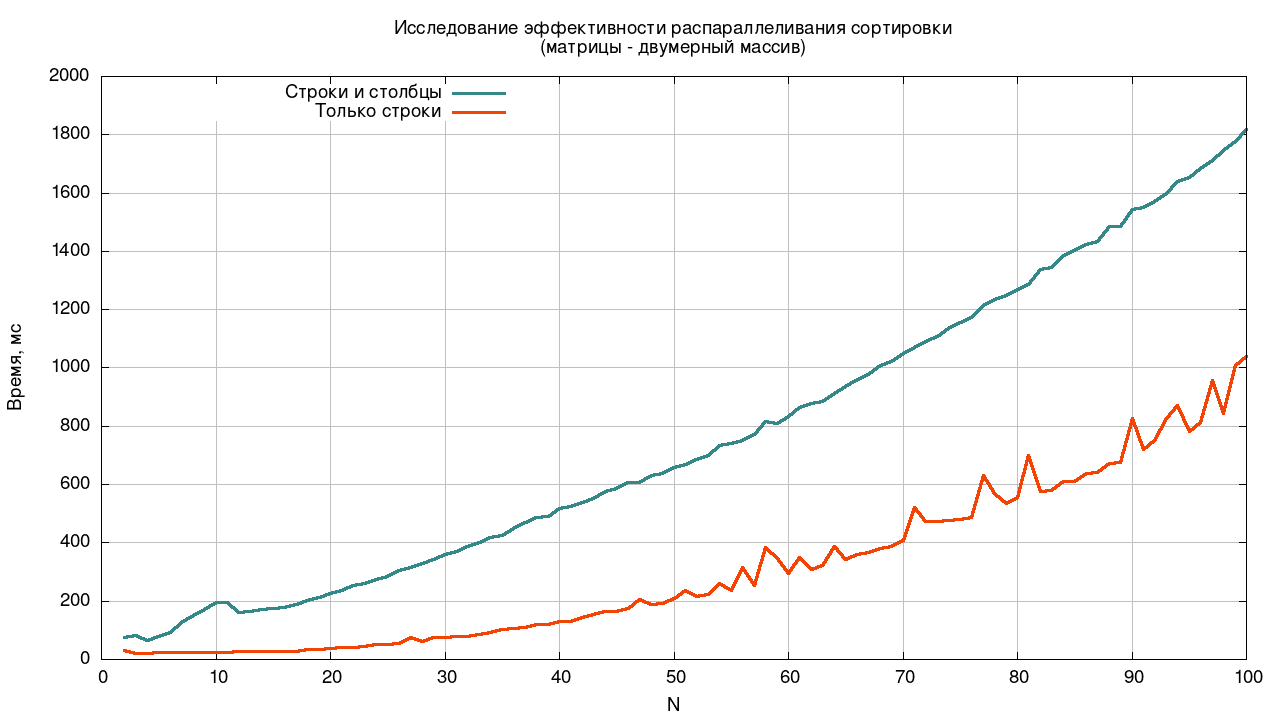 Исследование эффективности распараллеливания сортировки
(матрицы - двумерный массив)
Строки и столбцы
Только строки
2000
1800
1600
1400
1200
1000
800
600
400
200
0
Время, мс
0 10 20 30 40 50 60 70 80 90 100
N